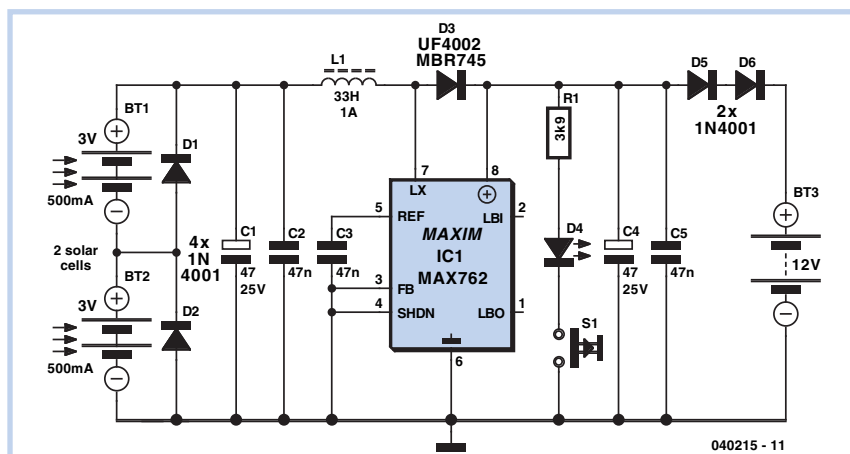 D3
UF4002
MBR745
L1
33H
1A
D5
D6
2x
1N4001
R1
3k9
BT1
3V
500mA
D1
2 solar
cells
4x
1N
4001
BT2
3V
500mA
D2
C1
47
25V
C2
47n
C3
47n
7
8
LX
5
REF
LBI
2
MAXIM
IC1
MAX762
3
FB
4
SHDN
LBO
1
6
D4
S1
C4
47
25V
C5
47n
BT3
12V
040215 - 11